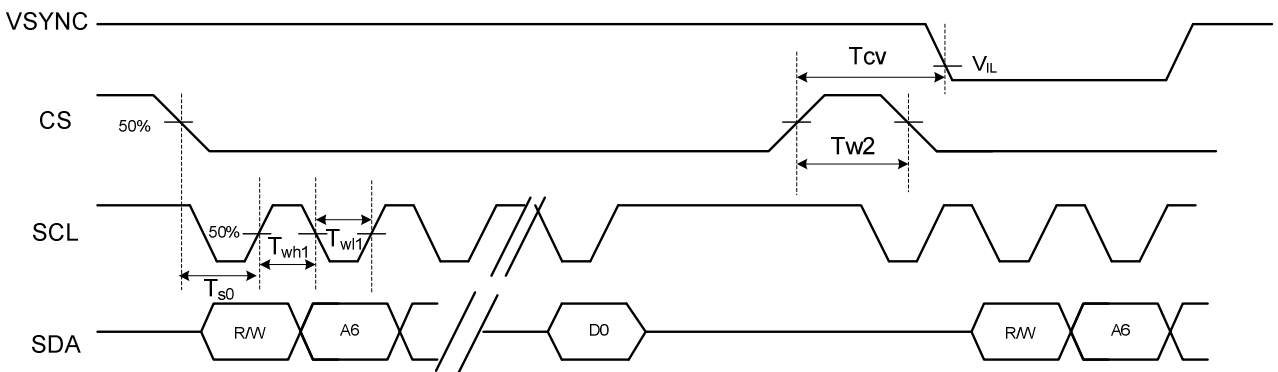 VSYNC
Tcv
VIL
CS
50%
Tw2
SCL
50%
Twh1
Twl1
Ts0
SDA
R/W
A6
D0
R/W
A6